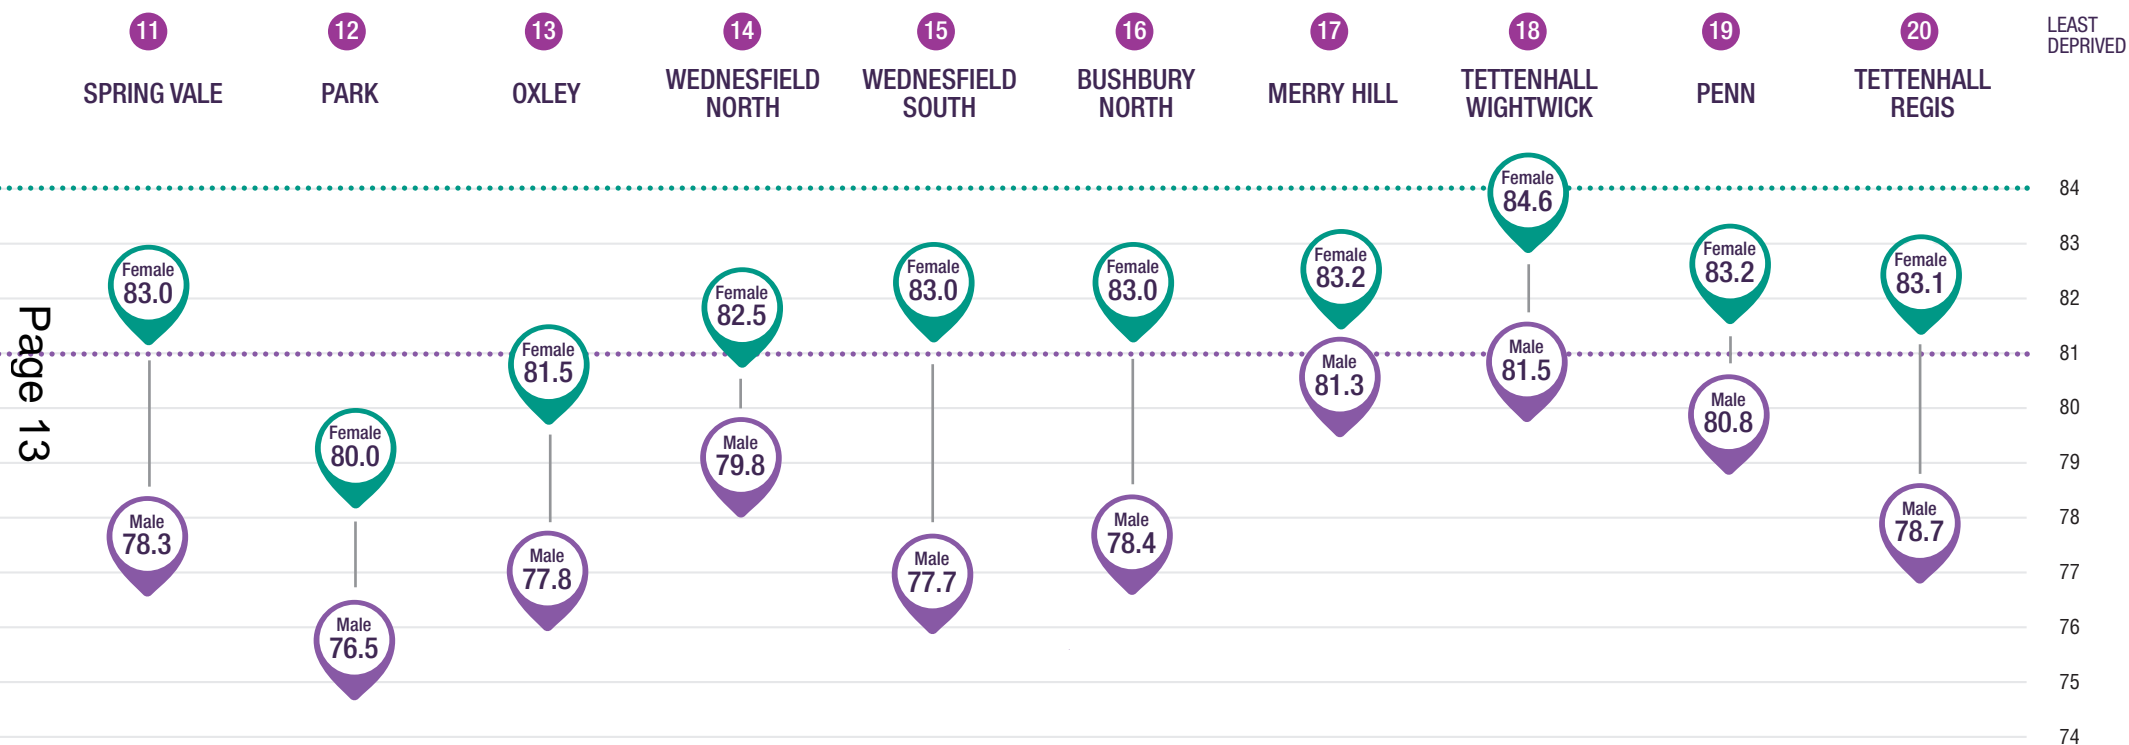 11
12
13
14
15
16
17
18
19
20
LEAST
DEPRIVED
SPRING VALE
PARK
OXLEY
WEDNESFIELD
NORTH
WEDNESFIELD
SOUTH
BUSHBURY
NORTH
MERRY HILL
TETTENHALL
WIGHTWICK
PENN
TETTENHALL
REGIS
Female
83.0
Male
78.3
Female
80.0
Male
76.5
Female
81.5
Male
77.8
Female
82.5
Male
79.8
Female
83.0
Male
77.7
Female
83.0
Male
78.4
Female
83.2
Male
81.3
Female
84.6
Male
81.5
Female
83.2
Male
80.8
Female
83.1
Male
78.7
84
83
82
81
80
79
78
77
76
75
74
Page 13